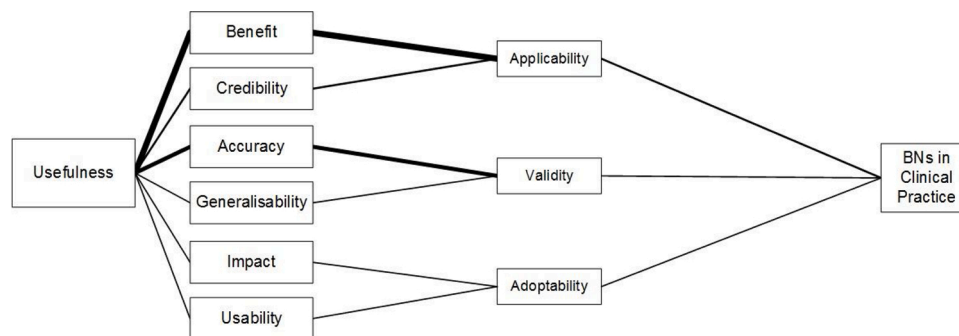 Usefulness
Benefit
Credibility
Accuracy
Generalisability
Impact
Usability
Applicability
Validity
Adoptability
BNs in
Clinical
Practice